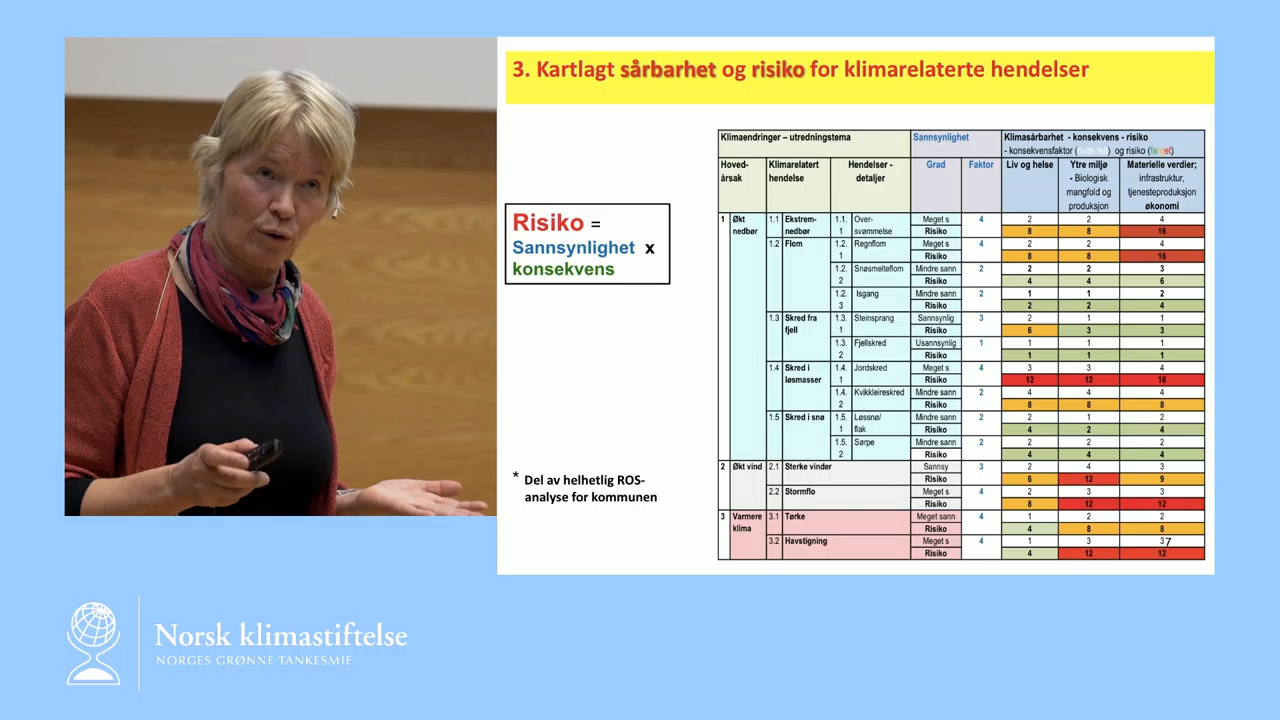 3. Kartlagt sårbarhet og risiko for klimarelaterte hendelser
Risiko =
Sannsynlighet x
konsekvens
* Del av helhetlig ROS-
analyse for kommunen
Klimaendringer – utredningstema Sannsynlighet Klimasårbarhet - konsekvens - risiko
- konsekvensfaktor (hvite felt) og risiko (farget)
Hoved- Klimarelatert Hendelser - Grad Faktor Liv og helse Ytre miljø Materielle verdier;
årsak hendelse detaljer - Biologisk infrastruktur,
mangfold og tjenesteproduksjon
produksjon økonomi
1 Økt 1.1 Ekstrem- 1.1. Over- Meget s 4 2 2 4
nedbør nedbør 1 svømmelse Risiko 8 8 16
1.2 Flom 1.2. Regnflom Meget s 4 2 2 4
1 Risiko 8 8 16
1.2. Snøsmelteflom Mindre sann 2 2 2 3
2 Risiko 4 4 6
1.2. Isgang Mindre sann 2 1 1 2
3 Risiko 2 2 4
1.3 Skred fra 1.3. Steinsprang Sannsynlig 3 2 1 1
fjell 1 Risiko 6 3 3
1.3. Fjellskred Usannsynlig 1 1 1 1
2 Risiko 1 1 1
1.4 Skred i 1.4. Jordskred Meget s 4 3 3 4
løsmasser 1 Risiko 12 12 16
1.4. Kvikkleireskred Mindre sann 2 4 4 4
2 Risiko 8 8 8
1.5 Skred i snø 1.5. Løssnø/ Mindre sann 2 2 1 2
1 flak Risiko 4 2 4
1.5. Sørpe Mindre sann 2 2 2 2
2 Risiko 4 4 4
2 Økt vind 2.1 Sterke vinder Sannsy 3 2 4 3
Risiko 6 12 9
2.2 Stormflo Meget s 4 2 3 3
Risiko 8 12 12
3 Varmere 3.1 Tørke Meget sann 4 1 2 2
klima Risiko 4 8 8
3.2 Havstigning Meget s 4 1 3 3
Risiko 4 12 12
7
Norsk klimastiftelse
NORGES GRØNNE TANKESMIE